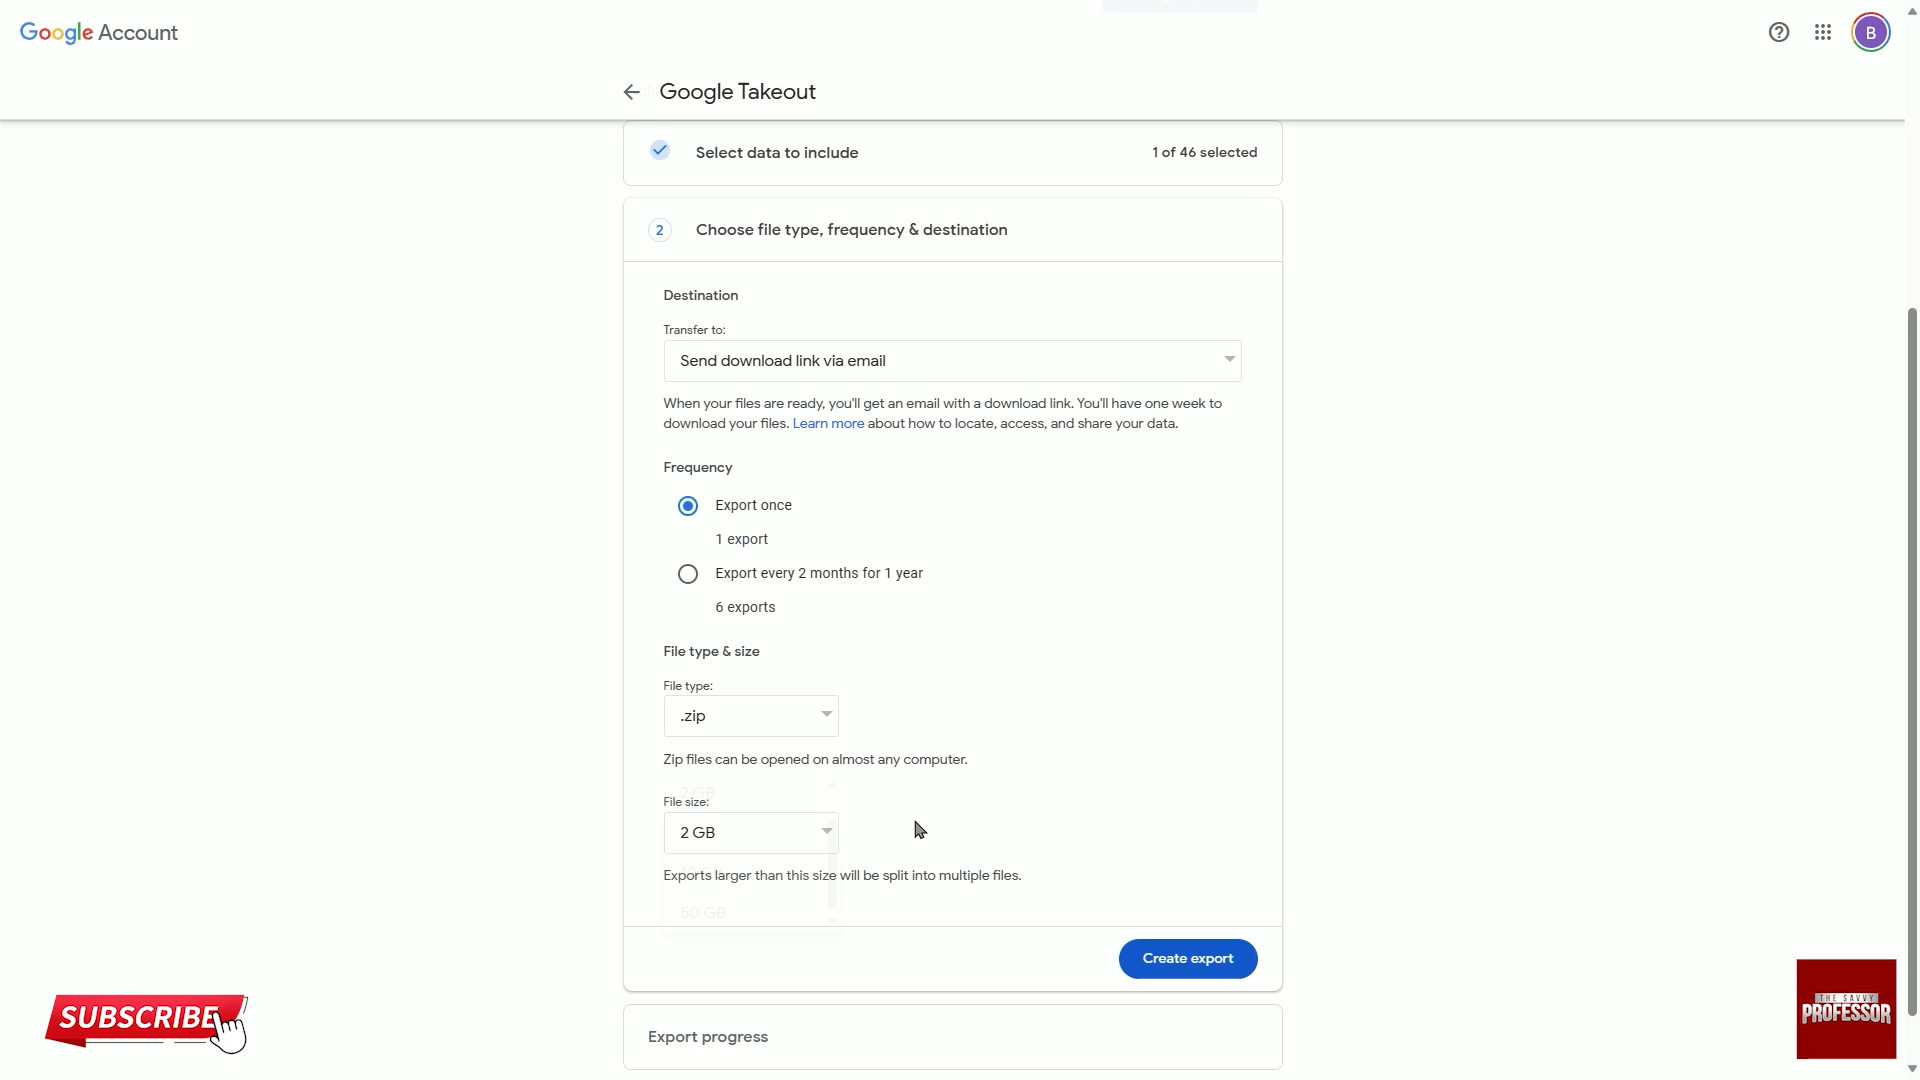 Google Account
B
Google Takeout
Select data to include
1 of 46 selected
2
Choose file type, frequency & destination
Destination
Transfer to:
Send download link via email
When your files are ready, you'll get an email with a download link. You'll have one week to
download your files. Learn more about how to locate, access, and share your data.
Frequency
Export once
1 export
Export every 2 months for 1 year
6 exports
File type & size
File type:
.zip
Zip files can be opened on almost any computer.
2 GB
File size:
2 GB
Exports larger than this size will be split into multiple files.
50 GB
Create export
Export progress
SUBSCRIBE
THE SAVVY
PROFESSOR